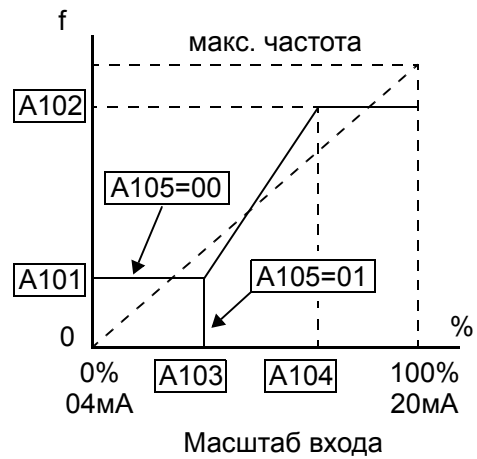 f
макс. частота
A102
A105=00
A101
A105=01
0
%
0% A103 A104 100%
04мА 20мА
Масштаб входа